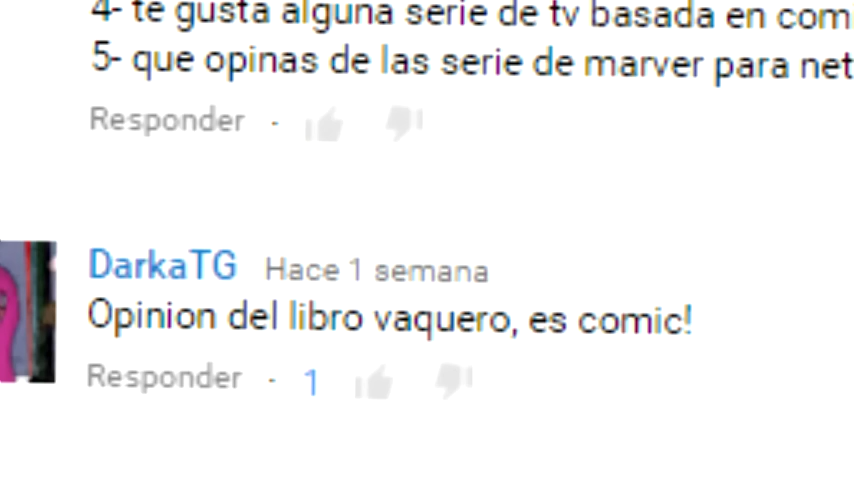 4- te gusta alguna serie de tv basada en com
5- que opinas de las serie de marver para net
Responder ·
DarkaTG Hace 1 semana
Opinion del libro vaquero, es comic!
Responder · 1